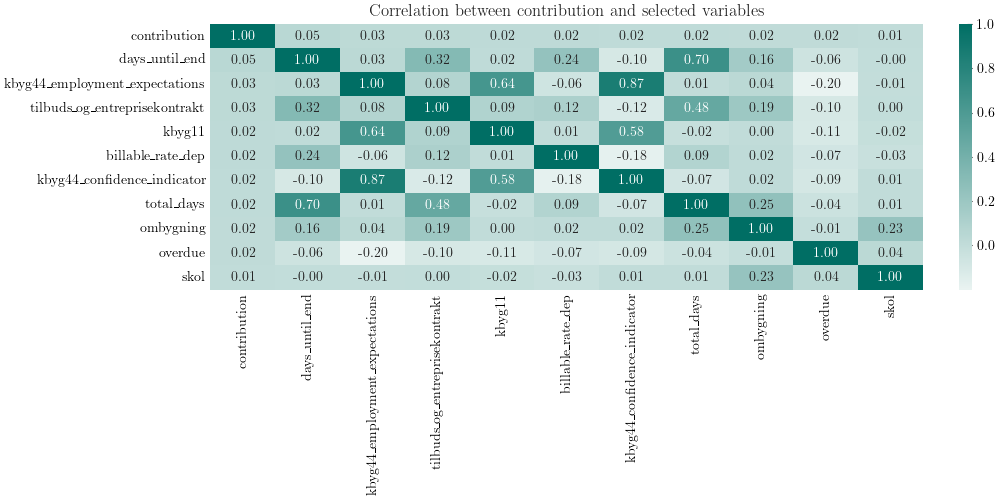 Correlation between contribution and selected variables
contribution 1.00 0.05 0.03 0.03 0.02 0.02 0.02 0.02 0.02 0.02 0.01
days_until_end 0.05 1.00 0.03 0.32 0.02 0.24 -0.10 0.70 0.16 -0.06 -0.00
kbyg44_employment_expectations 0.03 0.03 1.00 0.08 0.64 -0.06 0.87 0.01 0.04 -0.20 -0.01
tilbuds_og_entreprisekontrakt 0.03 0.32 0.08 1.00 0.09 0.12 -0.12 0.48 0.19 -0.10 0.00
kbyg11 0.02 0.02 0.64 0.09 1.00 0.01 0.58 -0.02 0.00 -0.11 -0.02
billable_rate_dep 0.02 0.24 -0.06 0.12 0.01 1.00 -0.18 0.09 0.02 -0.07 -0.03
kbyg44_confidence_indicator 0.02 -0.10 0.87 -0.12 0.58 -0.18 1.00 -0.07 0.02 -0.09 0.01
total_days 0.02 0.70 0.01 0.48 -0.02 0.09 -0.07 1.00 0.25 -0.04 0.01
ombygning 0.02 0.16 0.04 0.19 0.00 0.02 0.02 0.25 1.00 -0.01 0.23
overdue 0.02 -0.06 -0.20 -0.10 -0.11 -0.07 -0.09 -0.04 -0.01 1.00 0.04
skol 0.01 -0.00 -0.01 0.00 -0.02 -0.03 0.01 0.01 0.23 0.04 1.00
contribution
days_until_end
kbyg44_employment_expectations
tilbuds_og_entreprisekontrakt
kbyg11
billable_rate_dep
kbyg44_confidence_indicator
total_days
ombygning
overdue
skol
1.0
0.8
0.6
0.4
0.2
0.0